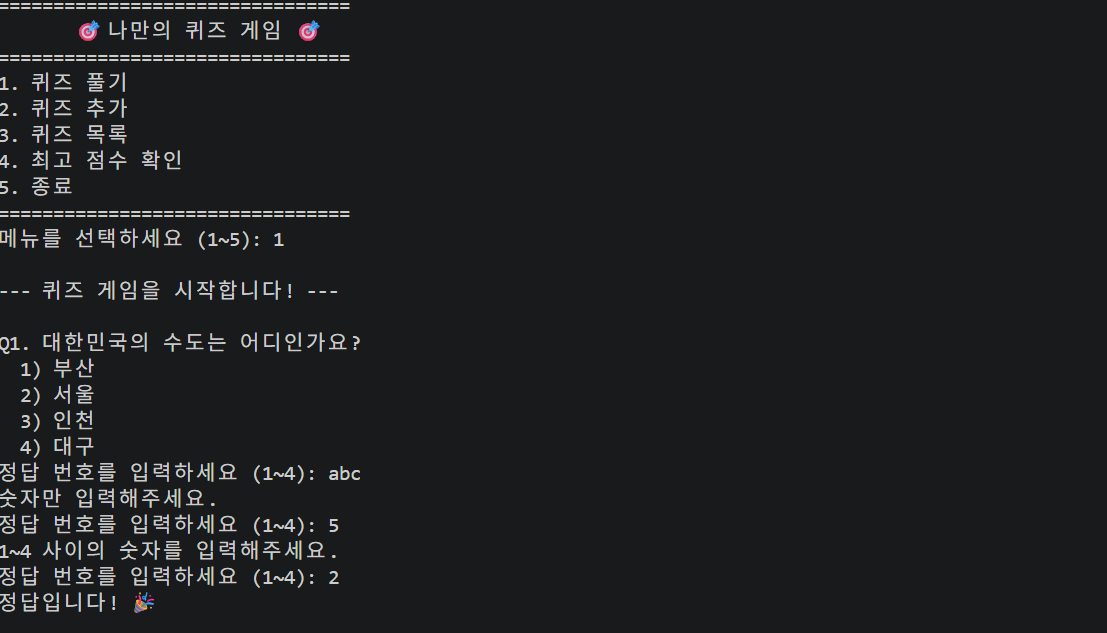 ================================
🎯 나만의 퀴즈 게임 🎯
================================
1. 퀴즈 풀기
2. 퀴즈 추가
3. 퀴즈 목록
4. 최고 점수 확인
5. 종료
================================
메뉴를 선택하세요 (1~5): 1
--- 퀴즈 게임을 시작합니다! ---
Q1. 대한민국의 수도는 어디인가요?
1) 부산
2) 서울
3) 인천
4) 대구
정답 번호를 입력하세요 (1~4): abc
숫자만 입력해주세요.
정답 번호를 입력하세요 (1~4): 5
1~4 사이의 숫자를 입력해주세요.
정답 번호를 입력하세요 (1~4): 2
정답입니다! 🎉